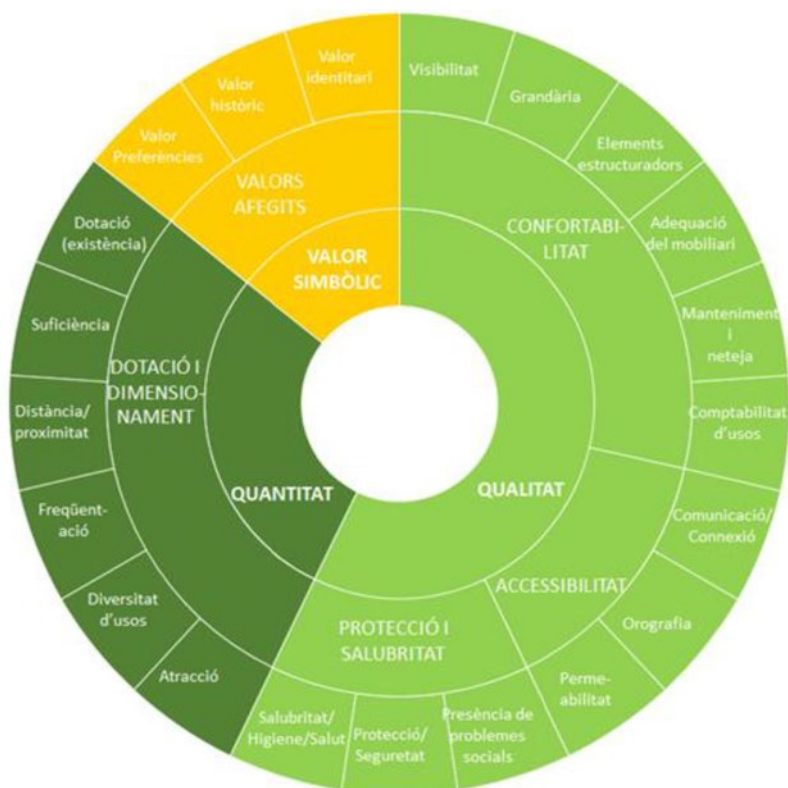 Valor
identitari
Valor
històric
Valor
Preferències
VALORS
AFEGITS
VALOR
SIMBÒLIC
Visibilitat
Grandària
Elements
estructuradors
Adequació
del mobiliari
Manteniment
i
neteja
Comptabilitat
d'usos
CONFORTABI-
LITAT
Comunicació/
Connexió
Orografia
Perme-
abilitat
ACCESSIBILITAT
Presència de
problemes
socials
Protecció/
Seguretat
Salubritat/
Higiene/Salut
PROTECCIÓ I
SALUBRITAT
QUALITAT
Dotació
(existència)
Suficiència
Distància/
proximitat
Freqüent-
ació
Diversitat
d'usos
Atracció
DOTACIÓ I
DIMENSIO-
NAMENT
QUANTITAT